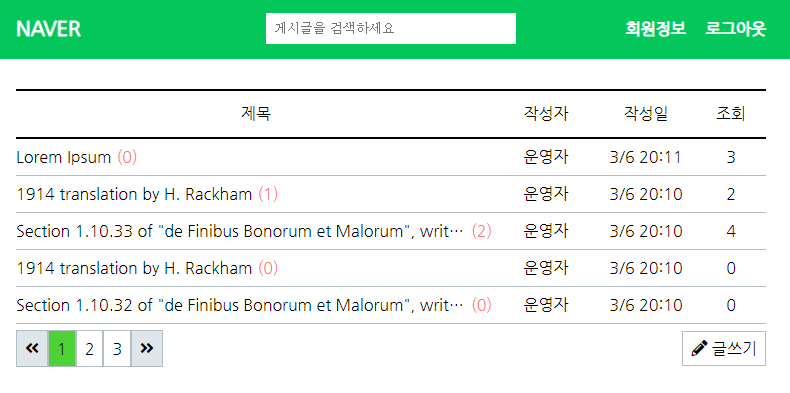 NAVER 게시글을 검색하세요 회원정보 로그아웃
제목 작성자 작성일 조회
Lorem Ipsum (0) 운영자 3/6 20:11 3
1914 translation by H. Rackham (1) 운영자 3/6 20:10 2
Section 1.10.33 of "de Finibus Bonorum et Malorum", writ… (2) 운영자 3/6 20:10 4
1914 translation by H. Rackham (0) 운영자 3/6 20:10 0
Section 1.10.32 of "de Finibus Bonorum et Malorum", writ… (0) 운영자 3/6 20:10 0
« 1 2 3 » 글쓰기